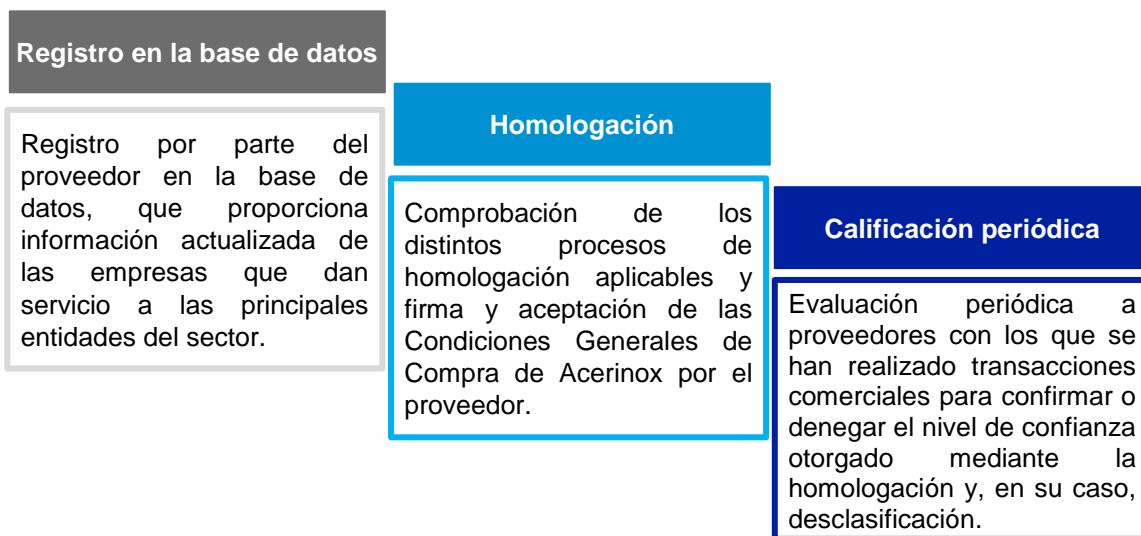 Registro en la base de datos
Registro por parte del
proveedor en la base de
datos, que proporciona
información actualizada de
las empresas que dan
servicio a las principales
entidades del sector.
Homologación
Comprobación de los
distintos procesos de
homologación aplicables y
firma y aceptación de las
Condiciones Generales de
Compra de Acerinox por el
proveedor.
Calificación periódica
Evaluación periódica a
proveedores con los que se
han realizado transacciones
comerciales para confirmar o
denegar el nivel de confianza
otorgado mediante la
homologación y, en su caso,
desclasificación.